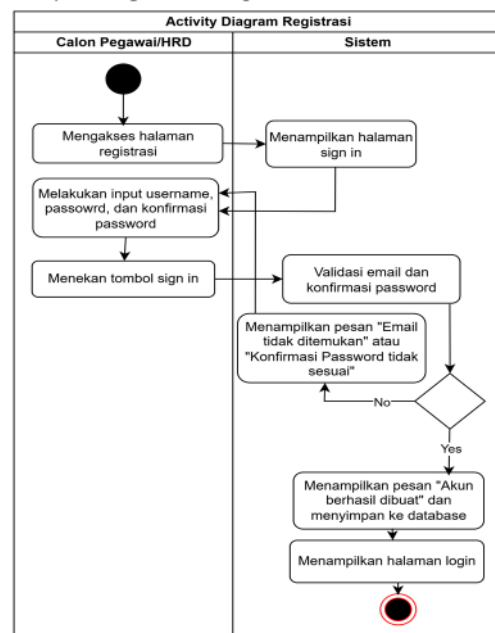 Activity Diagram Registrasi
Calon Pegawai/HRD
Sistem
Mengakses halaman
registrasi
Menampilkan halaman
sign in
Melakukan input username,
passowrd, dan konfirmasi
password
Menekan tombol sign in
Validasi email dan
konfirmasi password
Menampilkan pesan "Email
tidak ditemukan" atau
"Konfirmasi Password tidak
sesuai"
No
Yes
Menampilkan pesan "Akun
berhasil dibuat" dan
menyimpan ke database
Menampilkan halaman login